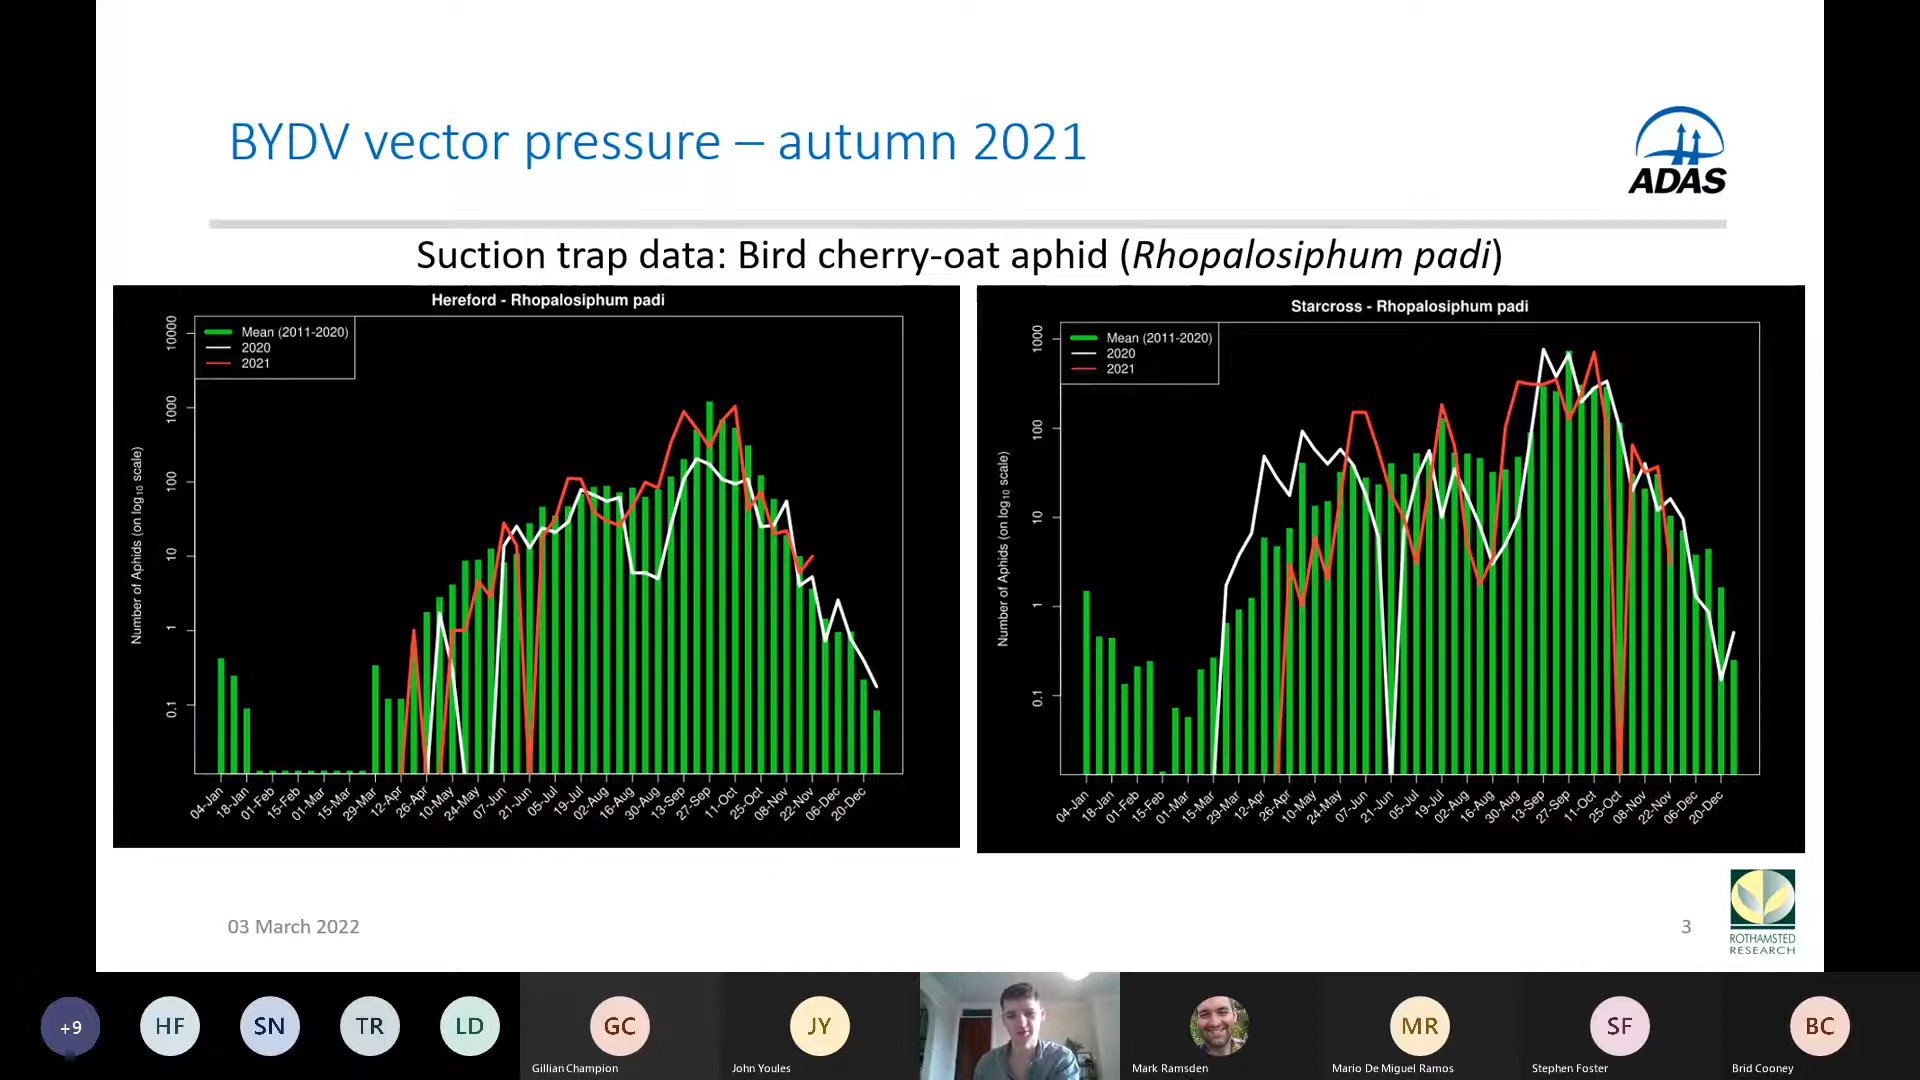 BYDV vector pressure – autumn 2021
ADAS
Suction trap data: Bird cherry-oat aphid (Rhopalosiphum padi)
Hereford - Rhopalosiphum padi
Mean (2011-2020)
2020
2021
Number of Aphids (on log10 scale)
10000
1000
100
10
1
0.1
04-Jan
18-Jan
01-Feb
15-Feb
01-Mar
15-Mar
29-Mar
12-Apr
26-Apr
10-May
24-May
07-Jun
21-Jun
05-Jul
19-Jul
02-Aug
16-Aug
30-Aug
13-Sep
27-Sep
11-Oct
25-Oct
08-Nov
22-Nov
06-Dec
20-Dec
Starcross - Rhopalosiphum padi
Mean (2011-2020)
2020
2021
Number of Aphids (on log10 scale)
1000
100
10
1
0.1
04-Jan
18-Jan
01-Feb
15-Feb
01-Mar
15-Mar
29-Mar
12-Apr
26-Apr
10-May
24-May
07-Jun
21-Jun
05-Jul
19-Jul
02-Aug
16-Aug
30-Aug
13-Sep
27-Sep
11-Oct
25-Oct
08-Nov
22-Nov
06-Dec
20-Dec
03 March 2022
3
ROTHAMSTED
RESEARCH
+9
HF
SN
TR
LD
GC
Gillian Champion
JY
John Youles
Mark Ramsden
MR
Mario De Miguel Ramos
SF
Stephen Foster
BC
Brid Cooney